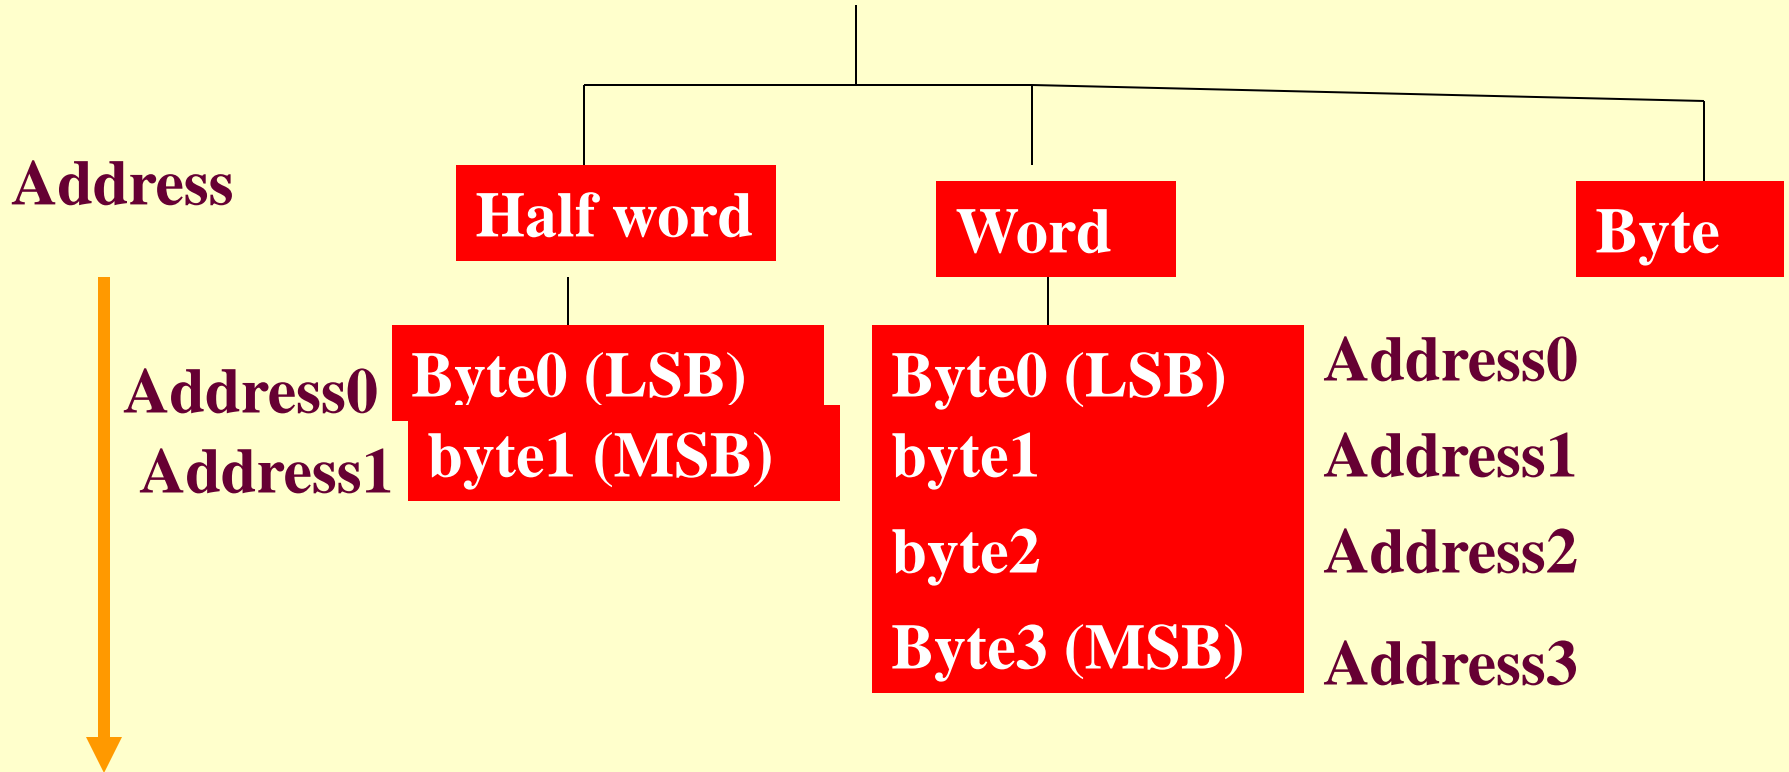 Address
Half word
Word
Byte
Address0
Byte0 (LSB)
Address1
byte1 (MSB)
Byte0 (LSB)
Address0
byte1
Address1
byte2
Address2
Byte3 (MSB)
Address3